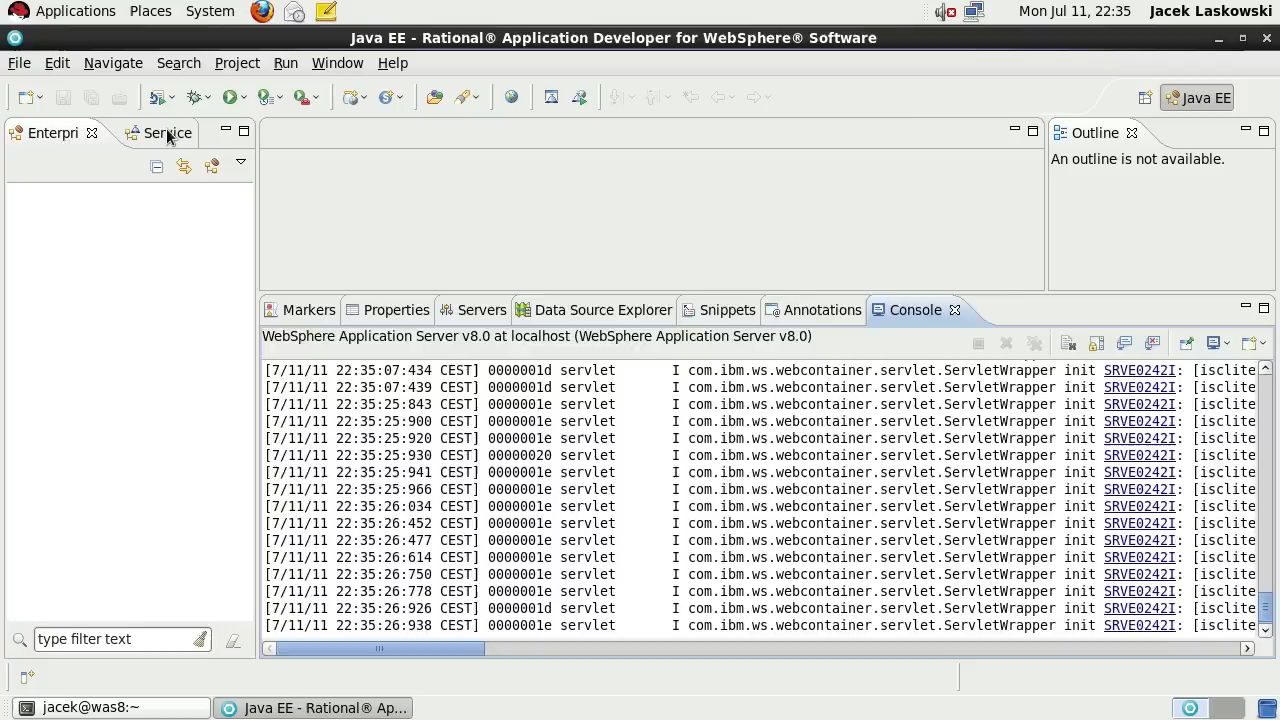 Applications Places System Mon Jul 11, 22:35 Jacek Laskowski
Java EE - Rational® Application Developer for WebSphere® Software
File Edit Navigate Search Project Run Window Help
Java EE
Enterpri Service Outline
An outline is not available.
Markers Properties Servers Data Source Explorer Snippets Annotations Console
WebSphere Application Server v8.0 at localhost (WebSphere Application Server v8.0)
[7/11/11 22:35:07:434 CEST] 0000001d servlet I com.ibm.ws.webcontainer.servlet.ServletWrapper init SRVE0242I: [isclite
[7/11/11 22:35:07:439 CEST] 0000001d servlet I com.ibm.ws.webcontainer.servlet.ServletWrapper init SRVE0242I: [isclite
[7/11/11 22:35:25:843 CEST] 0000001e servlet I com.ibm.ws.webcontainer.servlet.ServletWrapper init SRVE0242I: [isclite
[7/11/11 22:35:25:900 CEST] 0000001e servlet I com.ibm.ws.webcontainer.servlet.ServletWrapper init SRVE0242I: [isclite
[7/11/11 22:35:25:920 CEST] 0000001e servlet I com.ibm.ws.webcontainer.servlet.ServletWrapper init SRVE0242I: [isclite
[7/11/11 22:35:25:930 CEST] 00000020 servlet I com.ibm.ws.webcontainer.servlet.ServletWrapper init SRVE0242I: [isclite
[7/11/11 22:35:25:941 CEST] 0000001e servlet I com.ibm.ws.webcontainer.servlet.ServletWrapper init SRVE0242I: [isclite
[7/11/11 22:35:25:966 CEST] 0000001e servlet I com.ibm.ws.webcontainer.servlet.ServletWrapper init SRVE0242I: [isclite
[7/11/11 22:35:26:034 CEST] 0000001e servlet I com.ibm.ws.webcontainer.servlet.ServletWrapper init SRVE0242I: [isclite
[7/11/11 22:35:26:452 CEST] 0000001e servlet I com.ibm.ws.webcontainer.servlet.ServletWrapper init SRVE0242I: [isclite
[7/11/11 22:35:26:477 CEST] 0000001e servlet I com.ibm.ws.webcontainer.servlet.ServletWrapper init SRVE0242I: [isclite
[7/11/11 22:35:26:614 CEST] 0000001e servlet I com.ibm.ws.webcontainer.servlet.ServletWrapper init SRVE0242I: [isclite
[7/11/11 22:35:26:750 CEST] 0000001e servlet I com.ibm.ws.webcontainer.servlet.ServletWrapper init SRVE0242I: [isclite
[7/11/11 22:35:26:778 CEST] 0000001e servlet I com.ibm.ws.webcontainer.servlet.ServletWrapper init SRVE0242I: [isclite
[7/11/11 22:35:26:926 CEST] 0000001d servlet I com.ibm.ws.webcontainer.servlet.ServletWrapper init SRVE0242I: [isclite
[7/11/11 22:35:26:938 CEST] 0000001e servlet I com.ibm.ws.webcontainer.servlet.ServletWrapper init SRVE0242I: [isclite
type filter text
jacek@was8:~ Java EE - Rational® Ap...